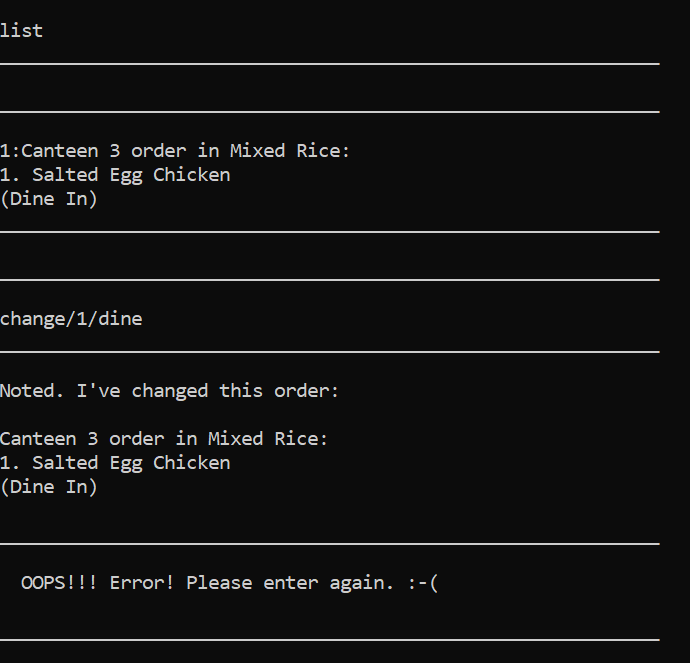 list
1:Canteen 3 order in Mixed Rice:
1. Salted Egg Chicken
(Dine In)
change/1/dine
Noted. I've changed this order:
Canteen 3 order in Mixed Rice:
1. Salted Egg Chicken
(Dine In)
OOPS!!! Error! Please enter again. :-(